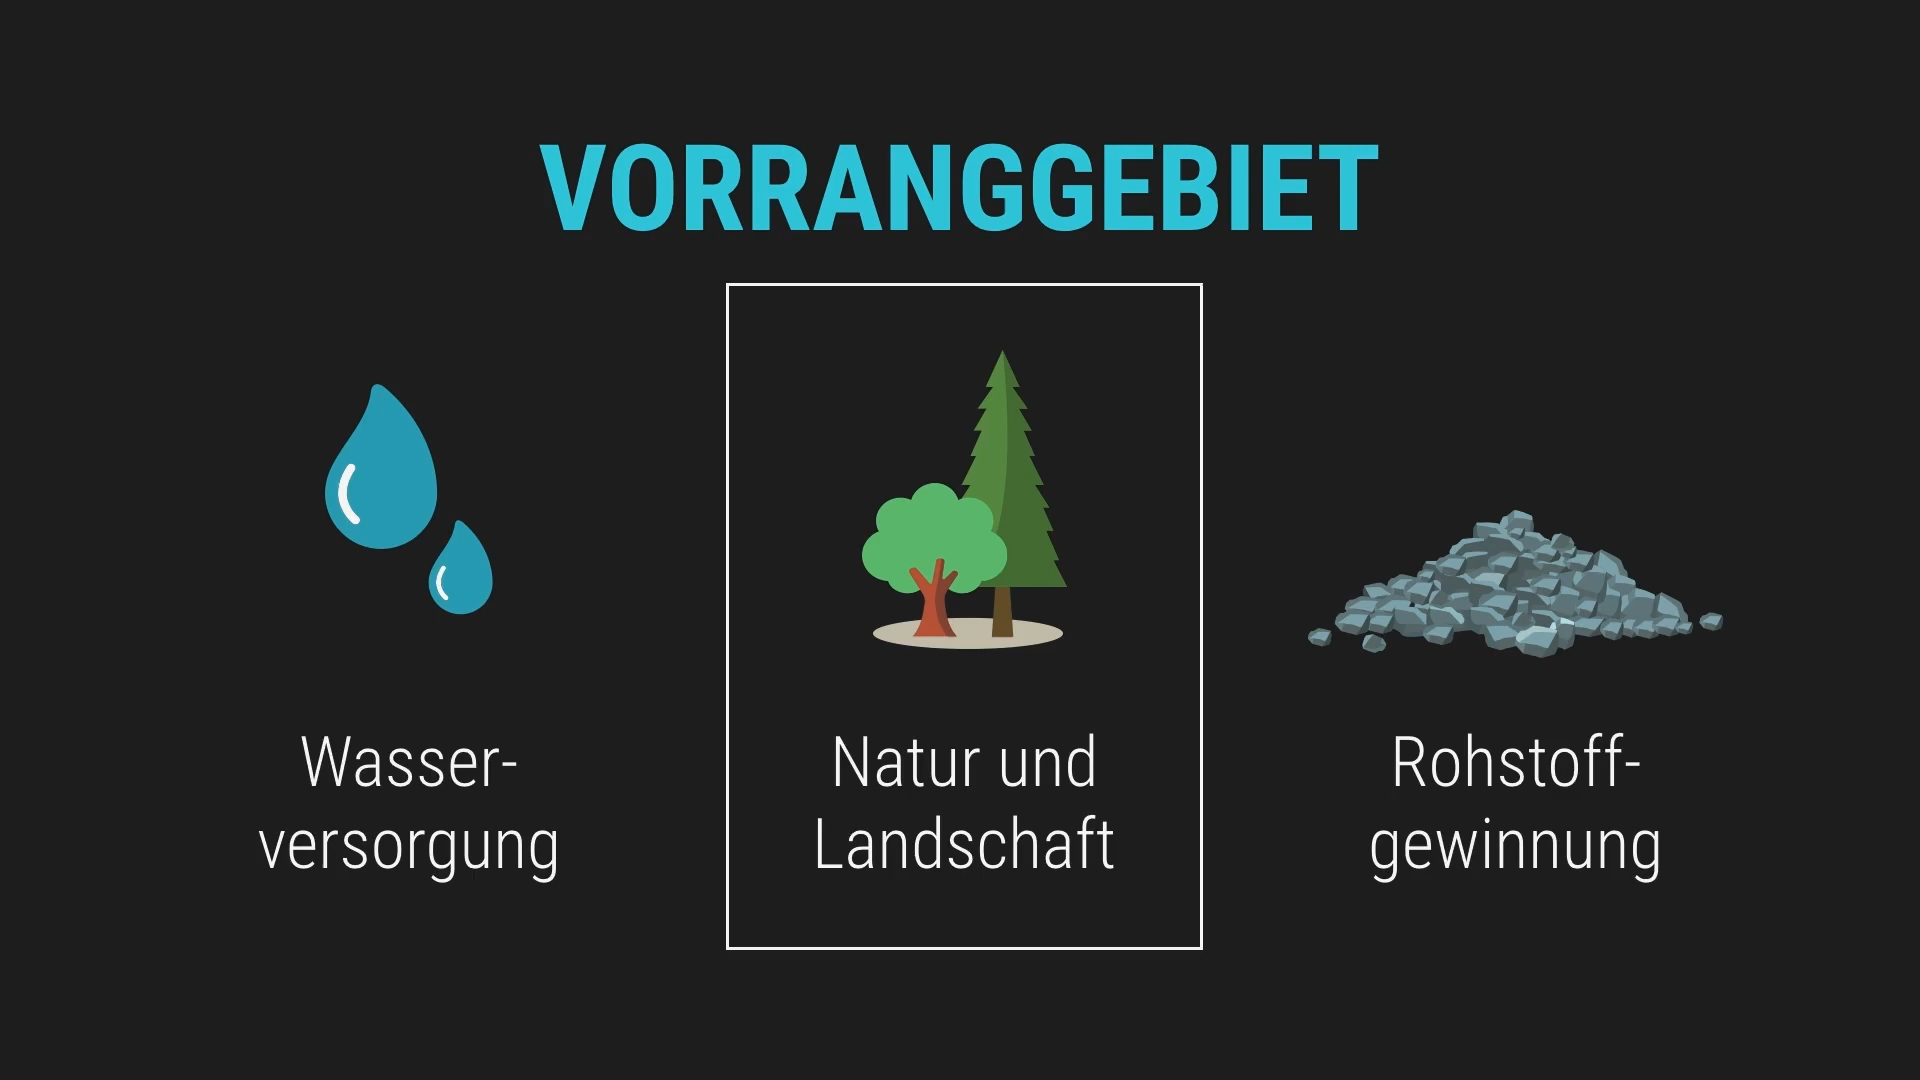 VORRANGGEBIET
Wasser-
versorgung
Natur und
Landschaft
Rohstoff-
gewinnung